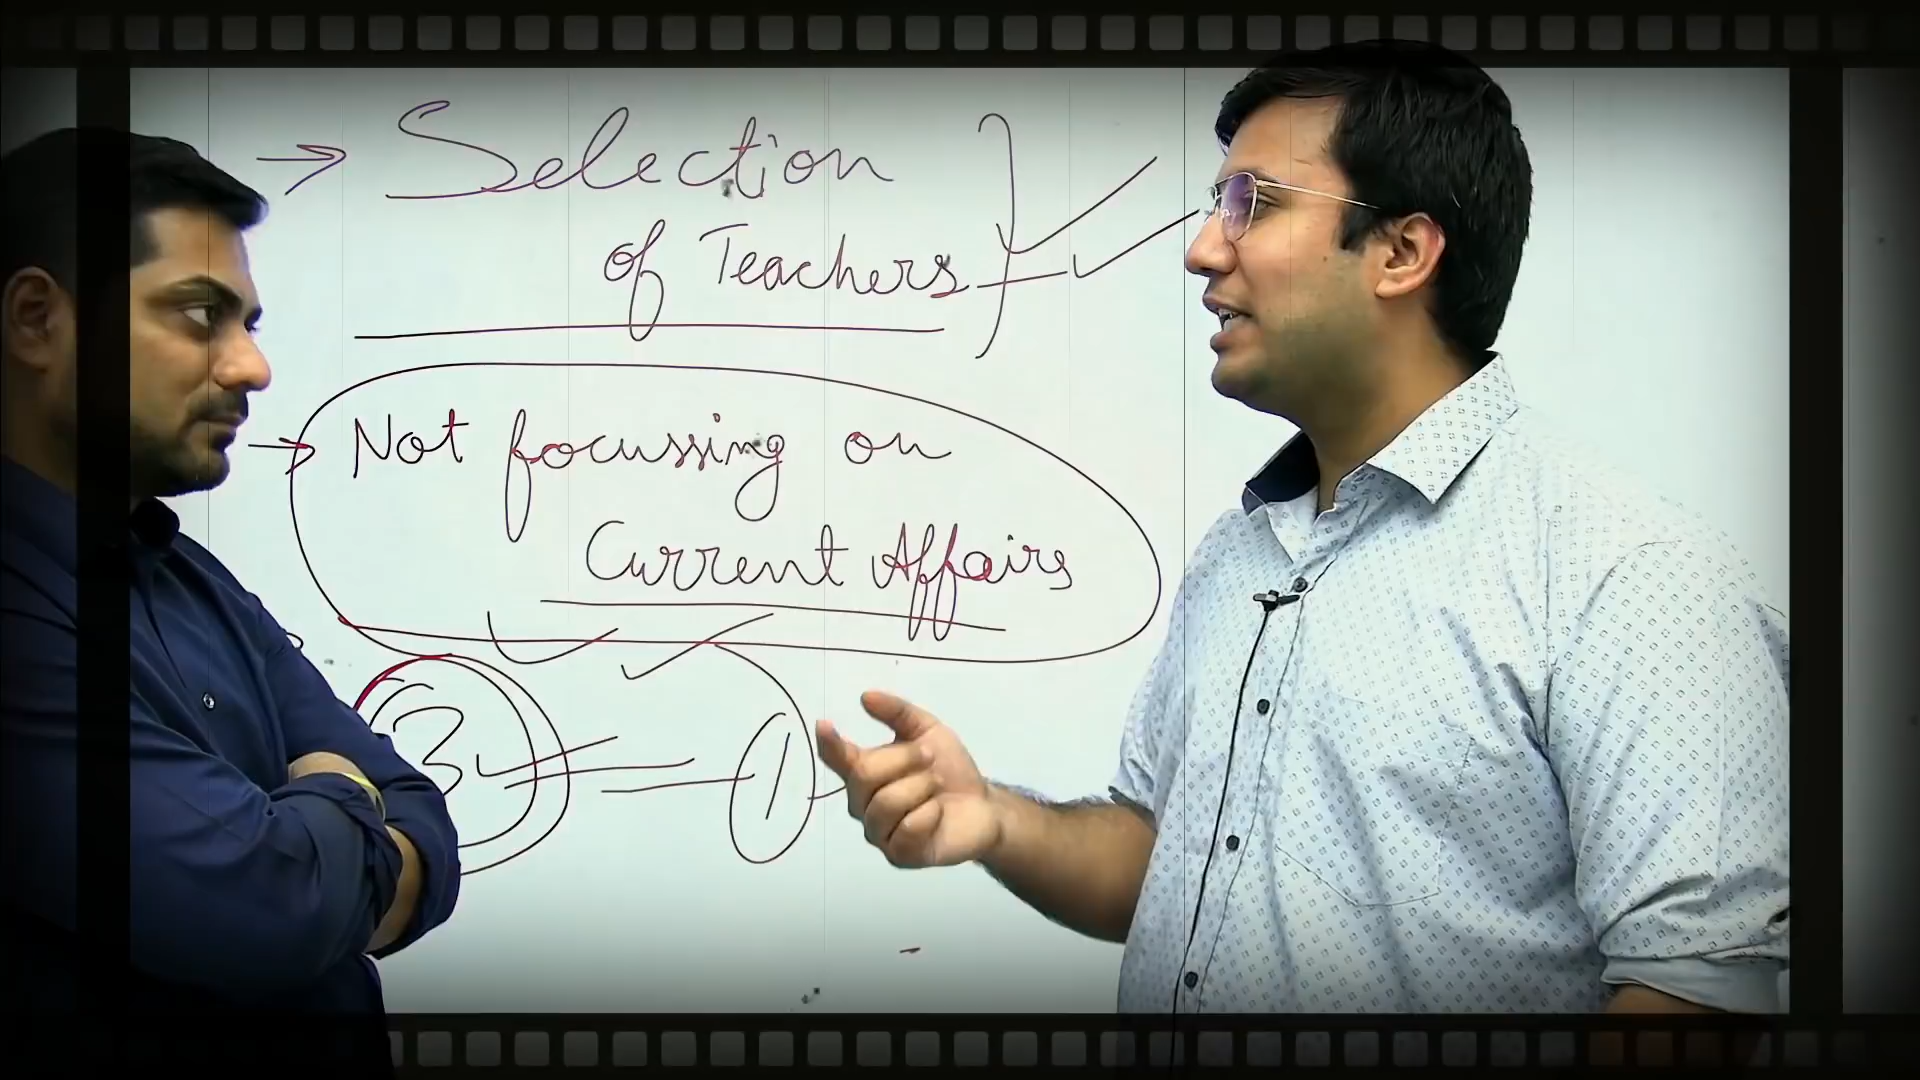 → Selection
of Teachers
→ Not focussing on
Current Affairs
3 1